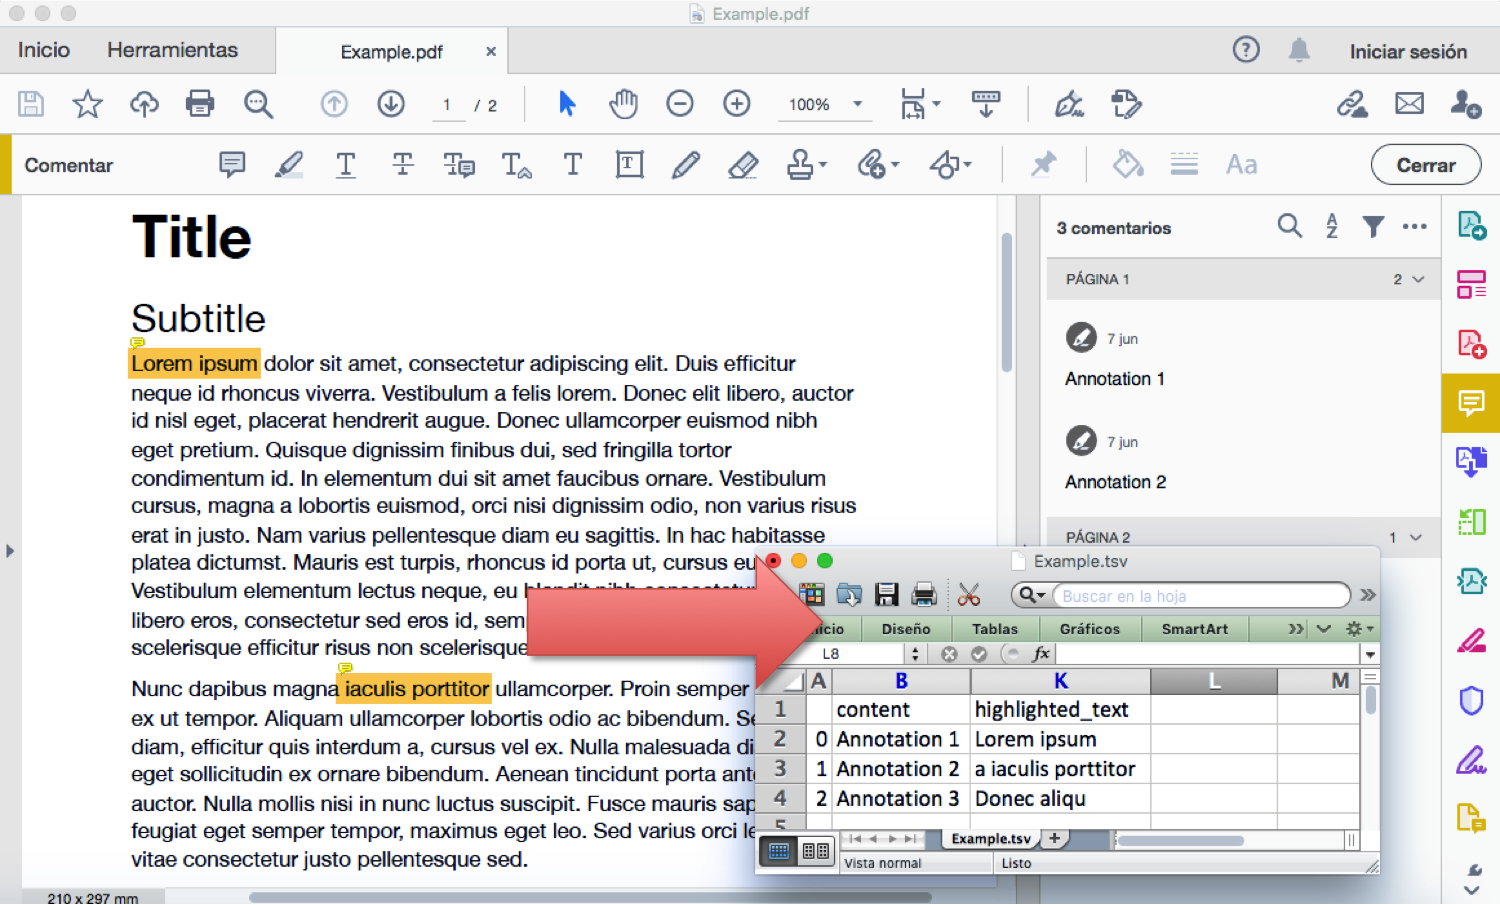 Example.pdf
Inicio Herramientas Example.pdf × ? Iniciar sesión
1 / 2 100%
Comentar T T T T T T Aa Cerrar
Title
Subtitle
Lorem ipsum dolor sit amet, consectetur adipiscing elit. Duis efficitur
neque id rhoncus viverra. Vestibulum a felis lorem. Donec elit libero, auctor
id nisl eget, placerat hendrerit augue. Donec ullamcorper euismod nibh
eget pretium. Quisque dignissim finibus dui, sed fringilla tortor
condimentum id. In elementum dui sit amet faucibus ornare. Vestibulum
cursus, magna a lobortis euismod, orci nisi dignissim odio, non varius risus
erat in justo. Nam varius pellentesque diam eu sagittis. In hac habitasse
platea dictumst. Mauris est turpis, rhoncus id porta ut, cursus eu
Vestibulum elementum lectus neque, eu blandit nibh consectetur
libero eros, consectetur sed eros id, sem
scelerisque efficitur risus non scelerisque
Nunc dapibus magna iaculis porttitor ullamcorper. Proin semper
ex ut tempor. Aliquam ullamcorper lobortis odio ac bibendum. Se
diam, efficitur quis interdum a, cursus vel ex. Nulla malesuada di
eget sollicitudin ex ornare bibendum. Aenean tincidunt porta ant
auctor. Nulla mollis nisi in nunc luctus suscipit. Fusce mauris sap
feugiat eget semper tempor, maximus eget leo. Sed varius orci le
vitae consectetur justo pellentesque sed.
210 x 297 mm
3 comentarios
A
Z
PÁGINA 1 2
7 jun
Annotation 1
7 jun
Annotation 2
PÁGINA 2 1
Example.tsv
Buscar en la hoja
icio Diseño Tablas Gráficos SmartArt
L8 fx
A B K L M
1 content highlighted_text
2 0 Annotation 1 Lorem ipsum
3 1 Annotation 2 a iaculis porttitor
4 2 Annotation 3 Donec aliqu
5
Example.tsv +
Vista normal Listo